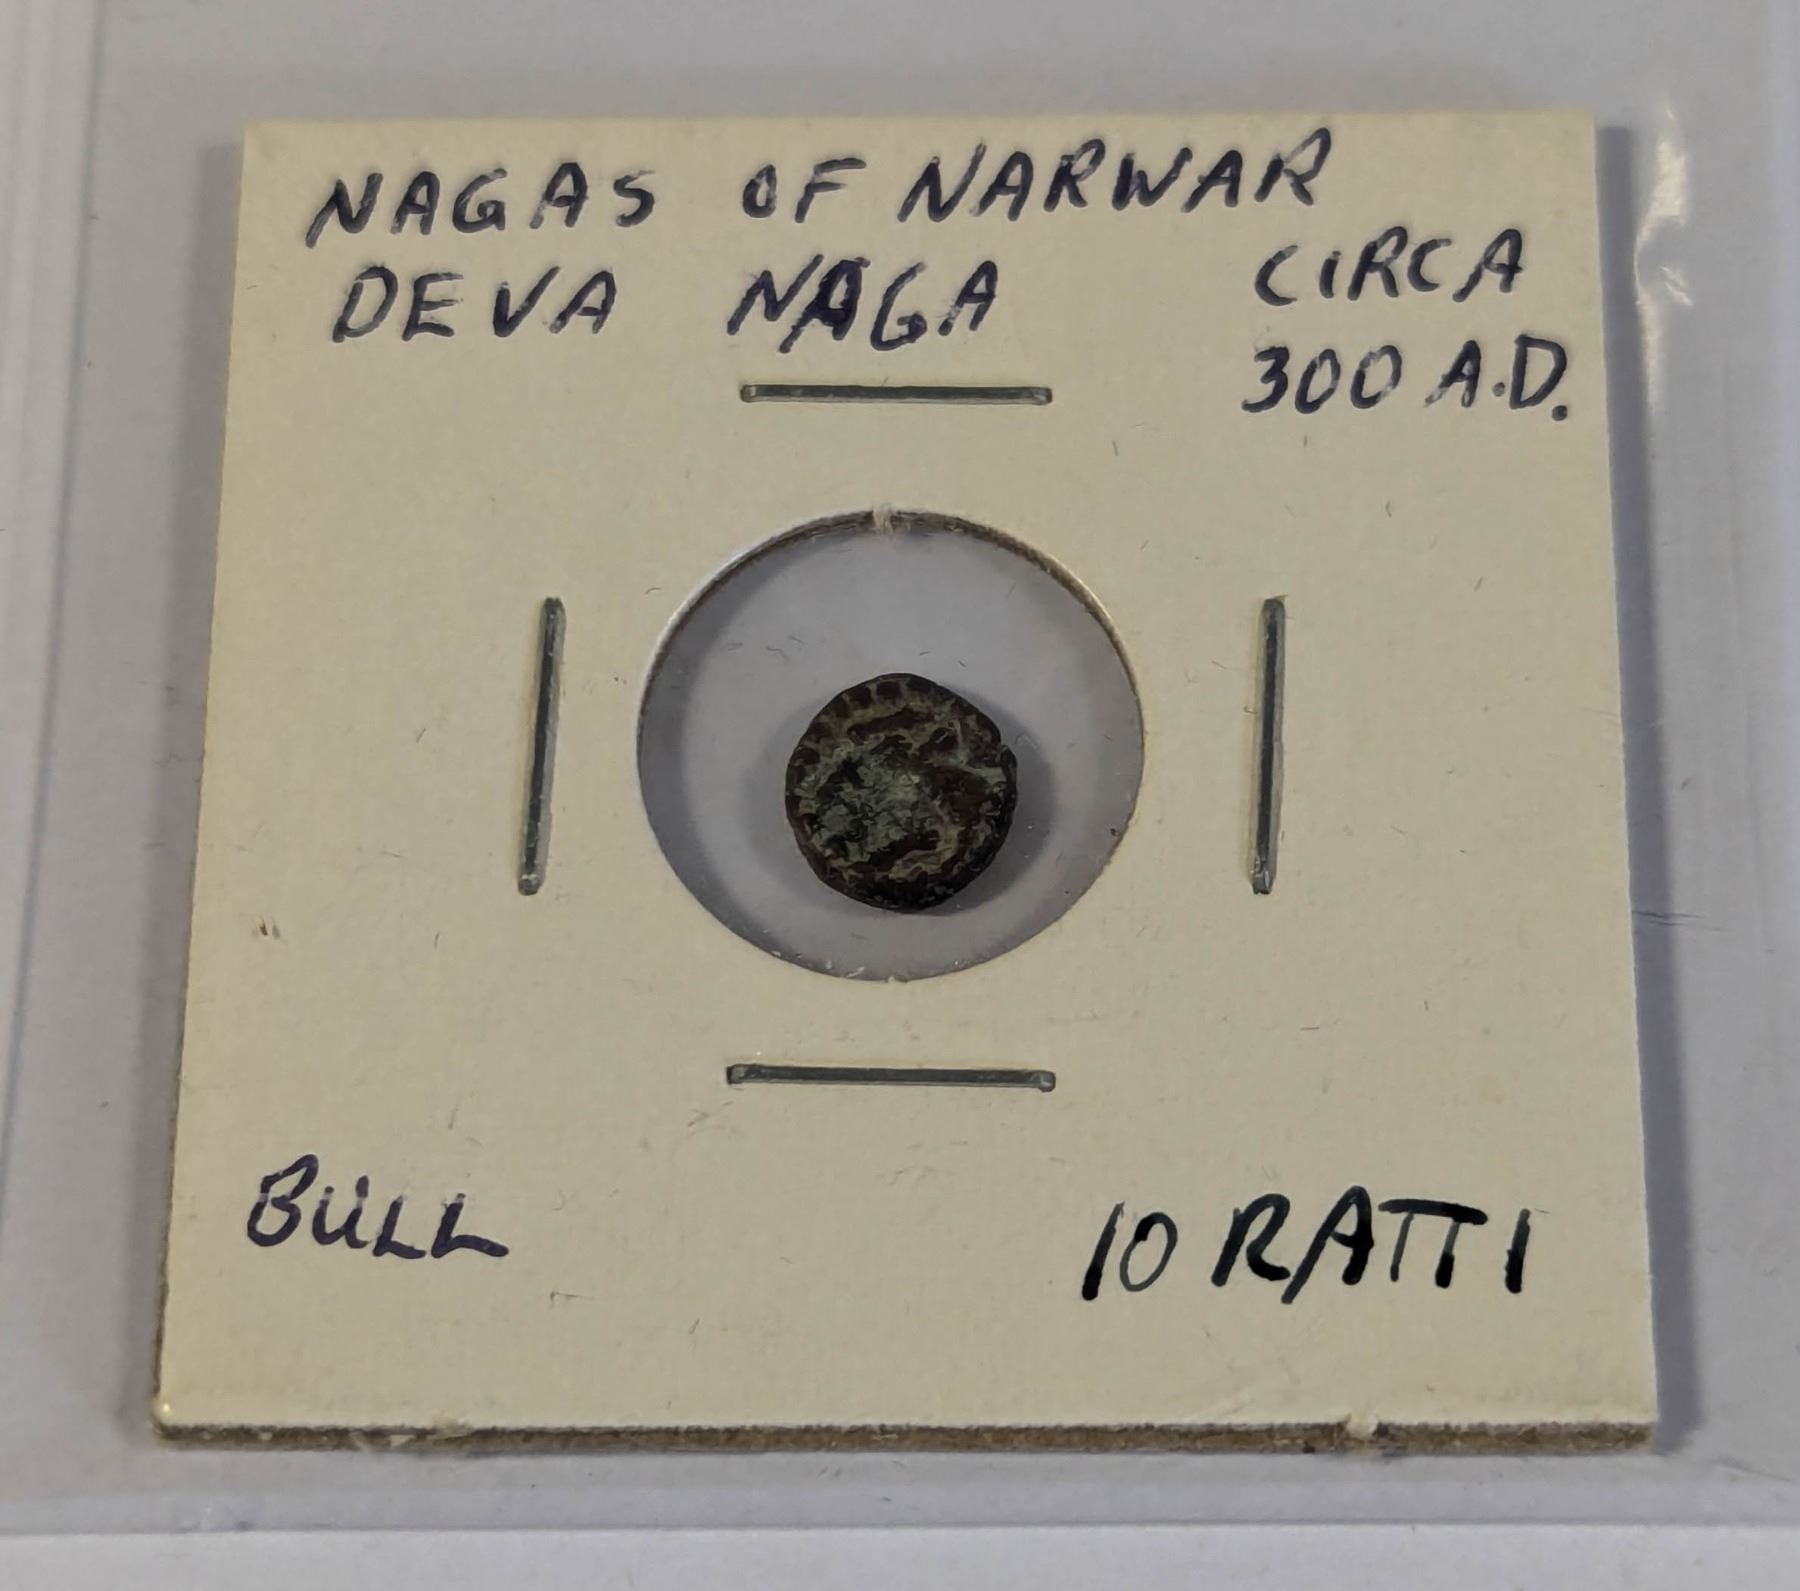 NAGAS OF NARWAR
DEVA NAGA
CIRCA
300 A.D.
BULL
10 RATTI